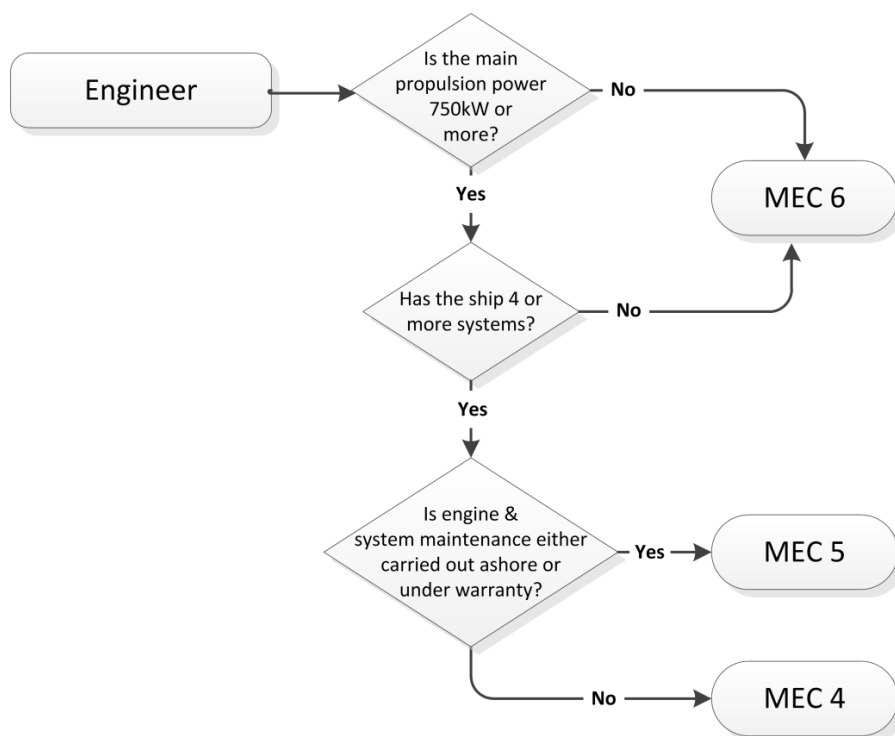 Engineer
Is the main
propulsion power
750kW or
more?
No
MEC 6
Yes
Has the ship 4 or
more systems?
No
Yes
Is engine &
system maintenance either
carried out ashore or
under warranty?
Yes
MEC 5
No
MEC 4